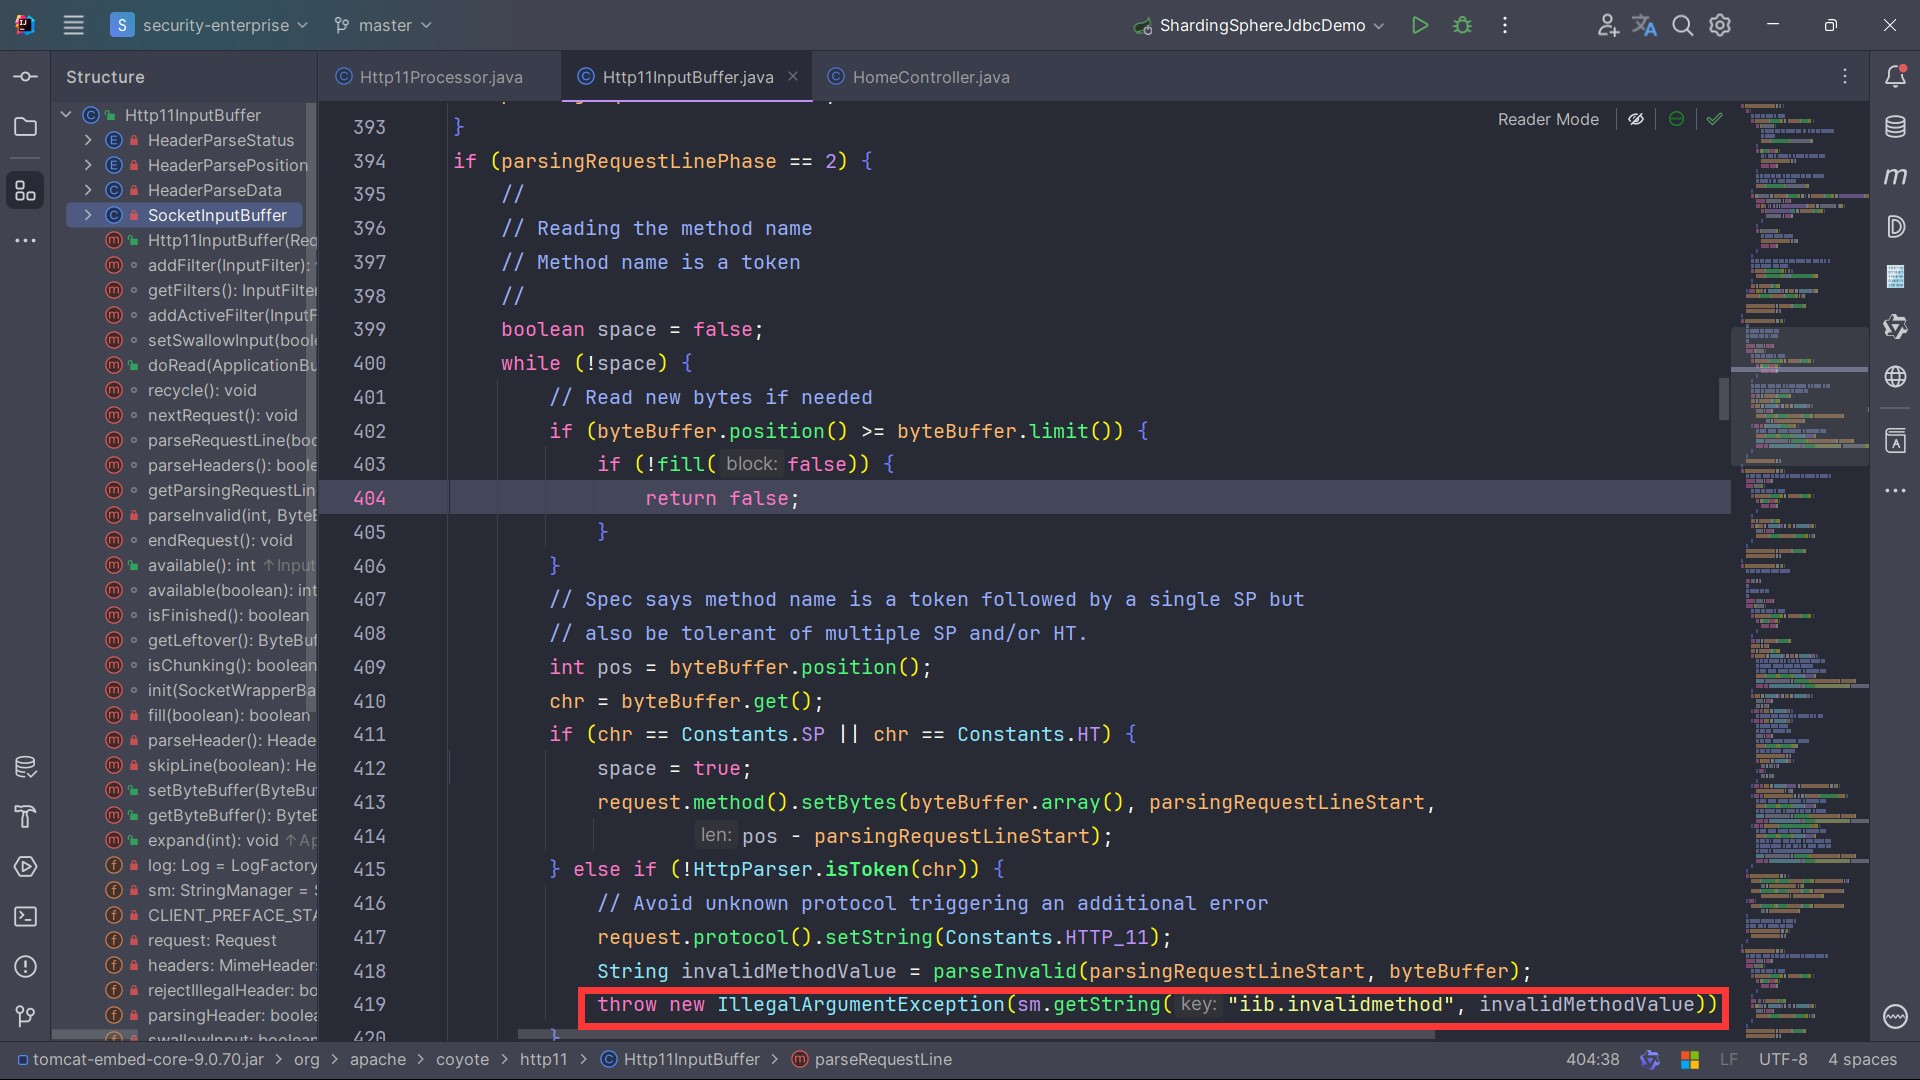 S security-enterprise master ShardingSphereJdbcDemo
Structure
Http11Processor.java Http11InputBuffer.java HomeController.java
Reader Mode
Http11InputBuffer
HeaderParseStatus
HeaderParsePosition
HeaderParseData
SocketInputBuffer
Http11InputBuffer(Req
addFilter(InputFilter):
getFilters(): InputFilte
addActiveFilter(InputF
setSwallowInput(bool
doRead(ApplicationBu
recycle(): void
nextRequest(): void
parseRequestLine(boo
parseHeaders(): boole
getParsingRequestLin
parseInvalid(int, ByteB
endRequest(): void
available(): int ↑Input
available(boolean): int
isFinished(): boolean
getLeftover(): ByteBuf
isChunking(): boolean
init(SocketWrapperBa
fill(boolean): boolean
parseHeader(): Heade
skipLine(boolean): He
setByteBuffer(ByteBuf
getByteBuffer(): ByteB
expand(int): void ↑Ap
log: Log = LogFactory
sm: StringManager = S
CLIENT_PREFACE_STA
request: Request
headers: MimeHeaders
rejectIllegalHeader: bo
parsingHeader: boolea
swallowInput: boolean
393 }
394 if (parsingRequestLinePhase == 2) {
395 //
396 // Reading the method name
397 // Method name is a token
398 //
399 boolean space = false;
400 while (!space) {
401 // Read new bytes if needed
402 if (byteBuffer.position() >= byteBuffer.limit()) {
403 if (!fill( block: false)) {
404 return false;
405 }
406 }
407 // Spec says method name is a token followed by a single SP but
408 // also be tolerant of multiple SP and/or HT.
409 int pos = byteBuffer.position();
410 chr = byteBuffer.get();
411 if (chr == Constants.SP || chr == Constants.HT) {
412 space = true;
413 request.method().setBytes(byteBuffer.array(), parsingRequestLineStart,
414 len: pos - parsingRequestLineStart);
415 } else if (!HttpParser.isToken(chr)) {
416 // Avoid unknown protocol triggering an additional error
417 request.protocol().setString(Constants.HTTP_11);
418 String invalidMethodValue = parseInvalid(parsingRequestLineStart, byteBuffer);
419 throw new IllegalArgumentException(sm.getString( key: "iib.invalidmethod", invalidMethodValue))
420 }
tomcat-embed-core-9.0.70.jar > org > apache > coyote > http11 > Http11InputBuffer > parseRequestLine 404:38 LF UTF-8 4 spaces